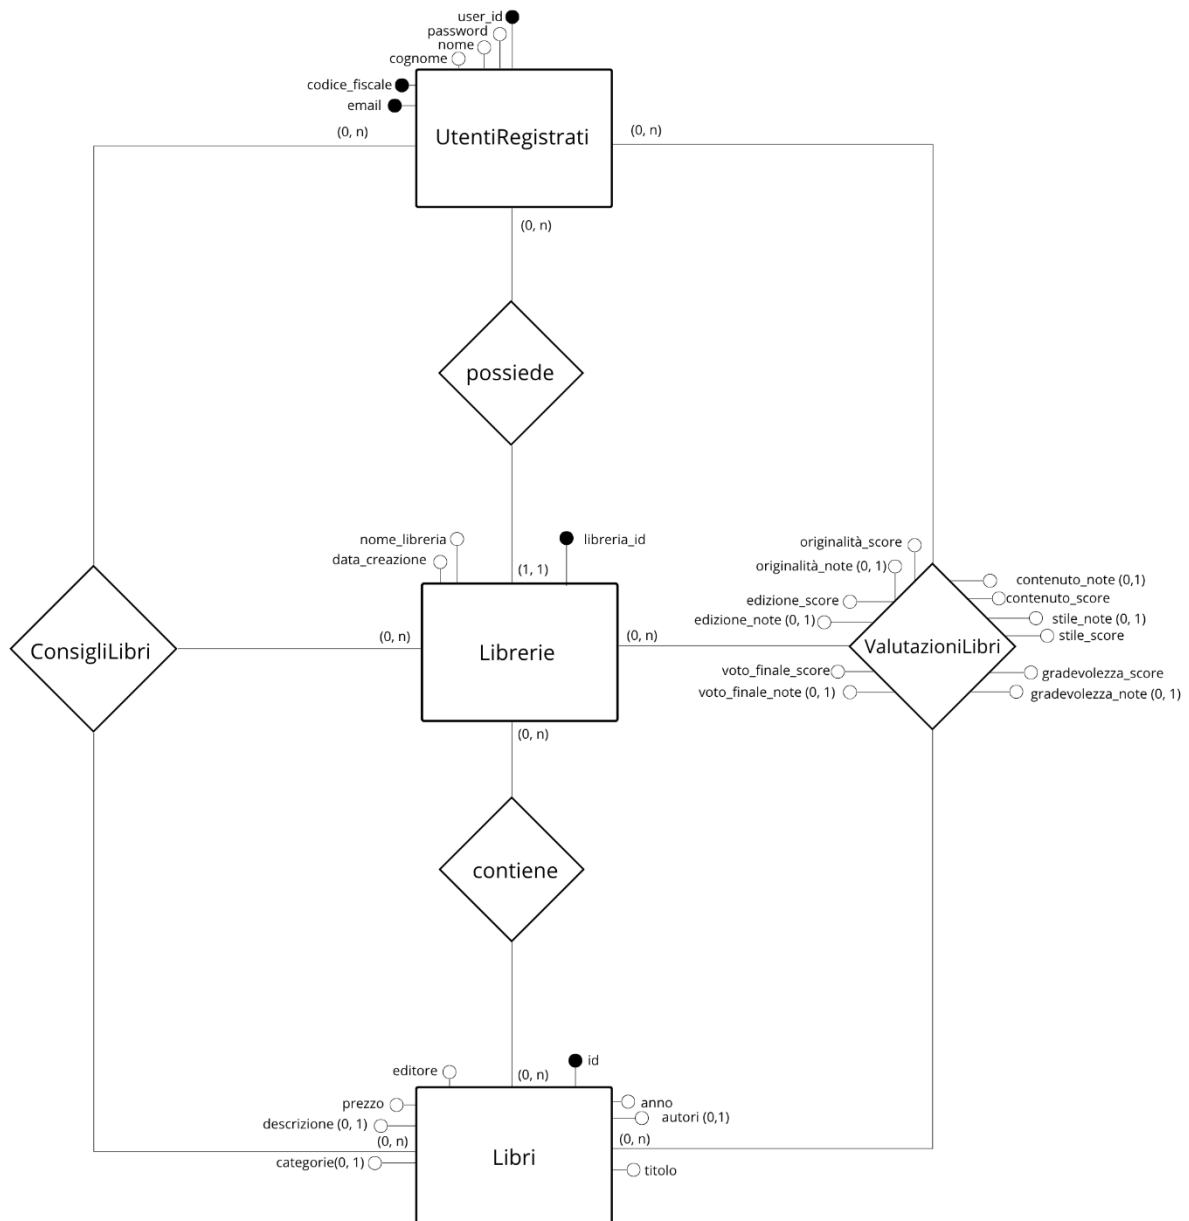 user_id
password
nome
cognome
codice_fiscale
email
(0, n)
(0, n)
UtentiRegistrati
(0, n)
possiede
nome_libreria
libreria_id
data_creazione
(1, 1)
originalità_score
originalità_note (0, 1)
contenuto_note (0,1)
contenuto_score
edizione_score
edizione_note (0, 1)
stile_note (0, 1)
stile_score
(0, n)
(0, n)
ConsigliLibri
Librerie
ValutazioniLibri
voto_finale_score
gradevolezza_score
voto_finale_note (0, 1)
gradevolezza_note (0, 1)
(0, n)
contiene
id
editore
(0, n)
prezzo
anno
autori (0,1)
descrizione (0, 1)
(0, n)
(0, n)
Libri
categorie(0, 1)
titolo